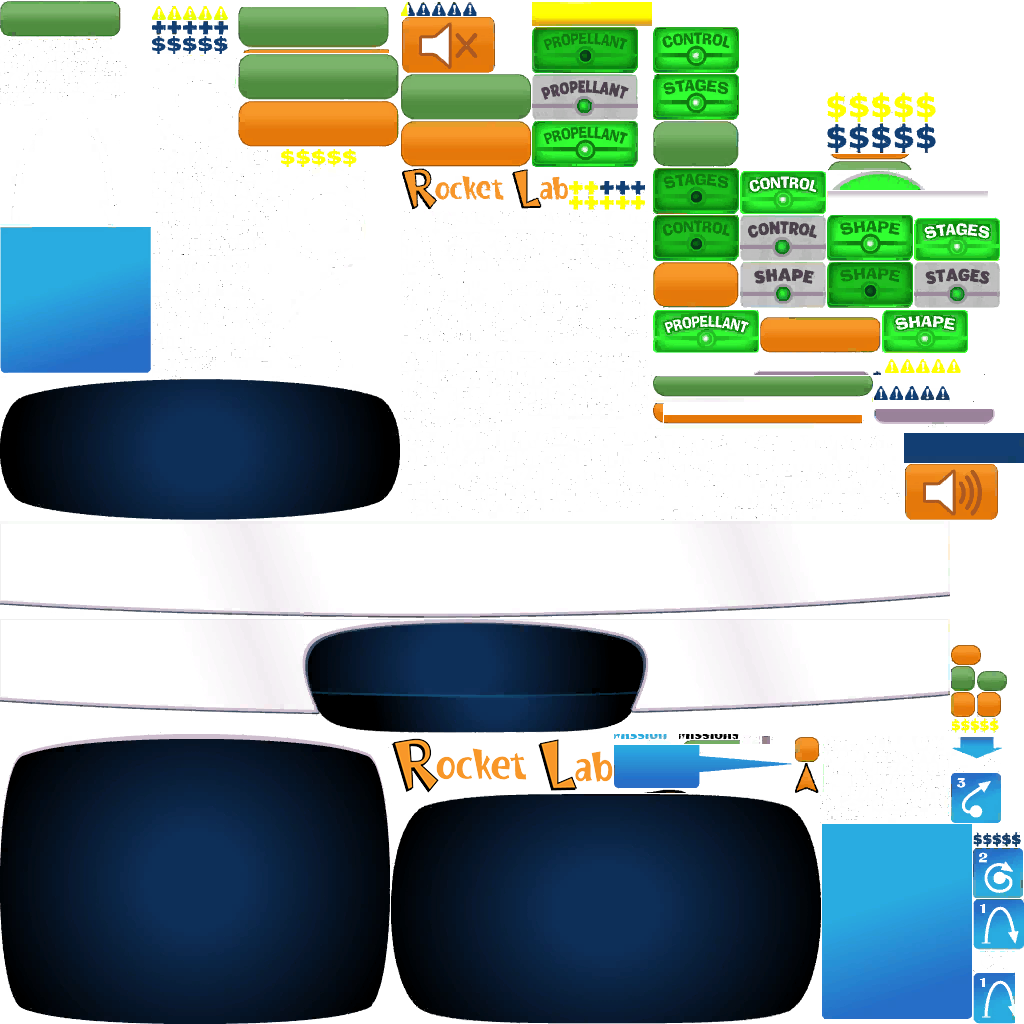 $$$$$
PROPELLANT
CONTROL
PROPELLANT
STAGES
$$$$$
$$$$$
$$$$$
PROPELLANT
$$$$$
Rocket Lab
STAGES
CONTROL
CONTROL
CONTROL
SHAPE
STAGES
SHAPE
SHAPE
STAGES
PROPELLANT
SHAPE
$$$$$
Mission
Missions
Rocket Lab
3
$$$$$
2
1
1